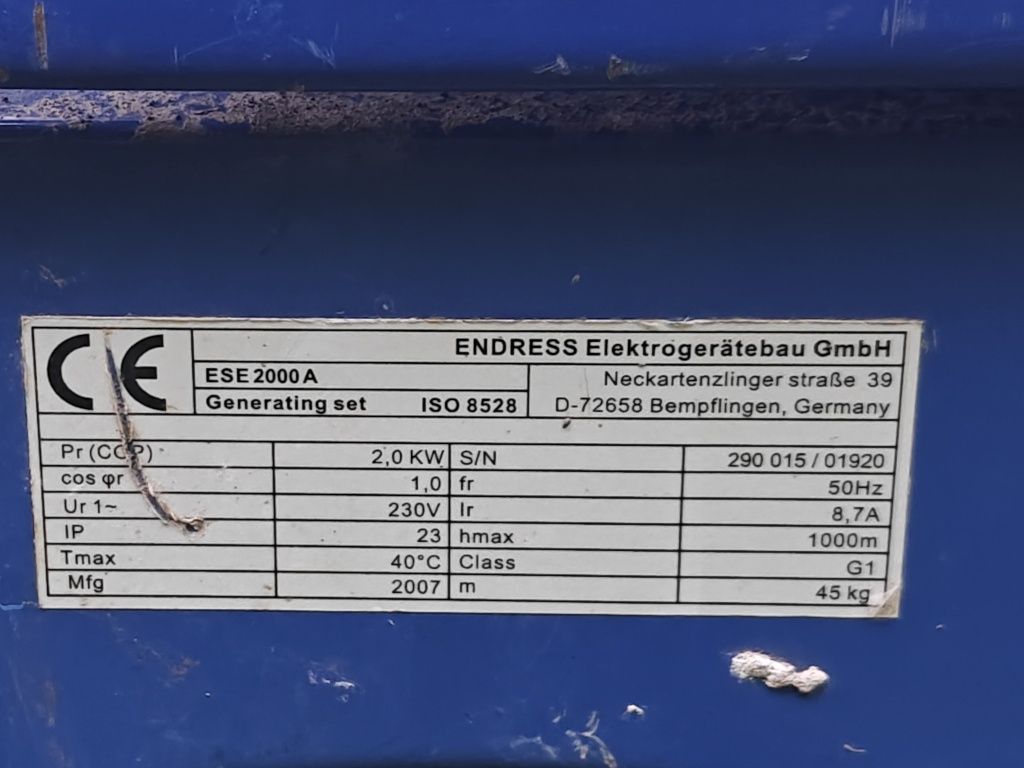 CE
ENDRESS Elektrogerätebau GmbH
ESE 2000 A
Neckartenzlinger straße 39
Generating set ISO 8528
D-72658 Bempflingen, Germany
Pr (COP) 2,0 KW S/N 290 015 / 01920
cos φr 1,0 fr 50Hz
Ur 1~ 230V Ir 8,7A
IP 23 hmax 1000m
Tmax 40°C Class G1
Mfg 2007 m 45 kg